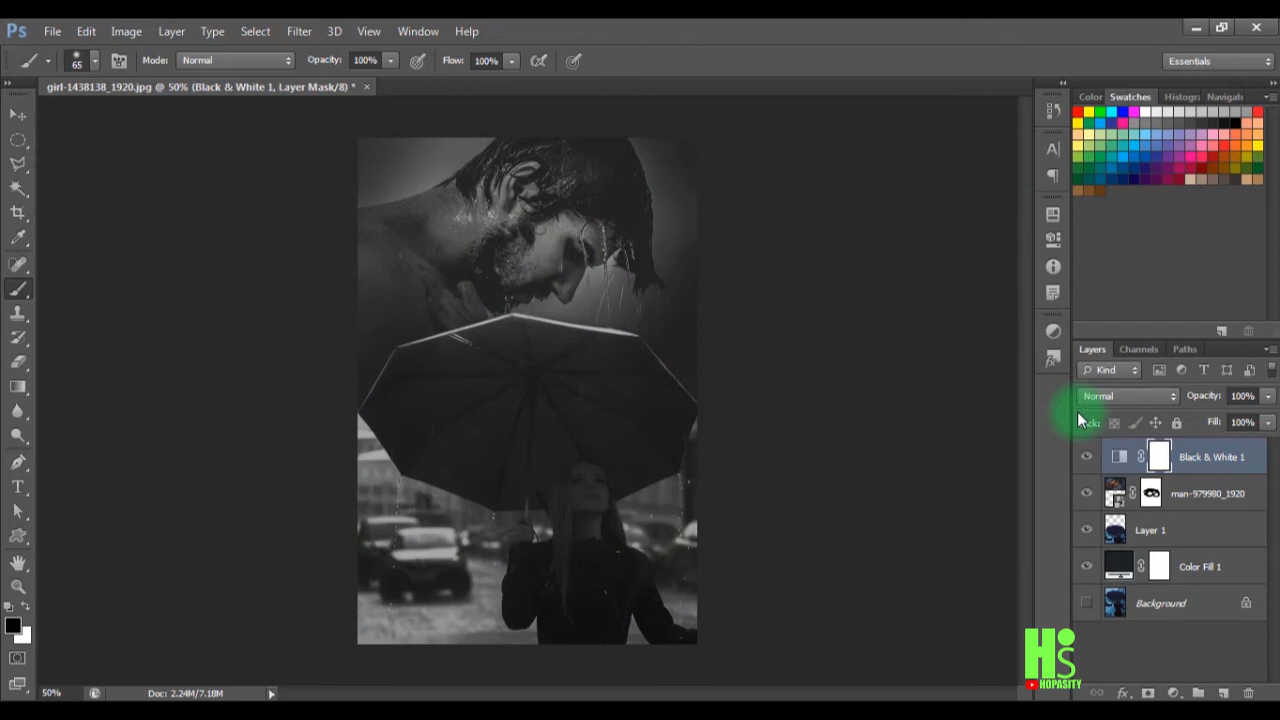 Ps File Edit Image Layer Type Select Filter 3D View Window Help
65 Mode: Normal Opacity: 100% Flow: 100% Essentials
girl-1438138_1920.jpg @ 50% (Black & White 1, Layer Mask/8) * ×
Color Swatches Histogr Navigat
Layers Channels Paths
Kind
Normal Opacity: 100%
Fill: 100%
Black & White 1
man-979980_1920
Layer 1
Color Fill 1
Background
HiS
HOPASITY
50% Doc: 2.24M/7.18M